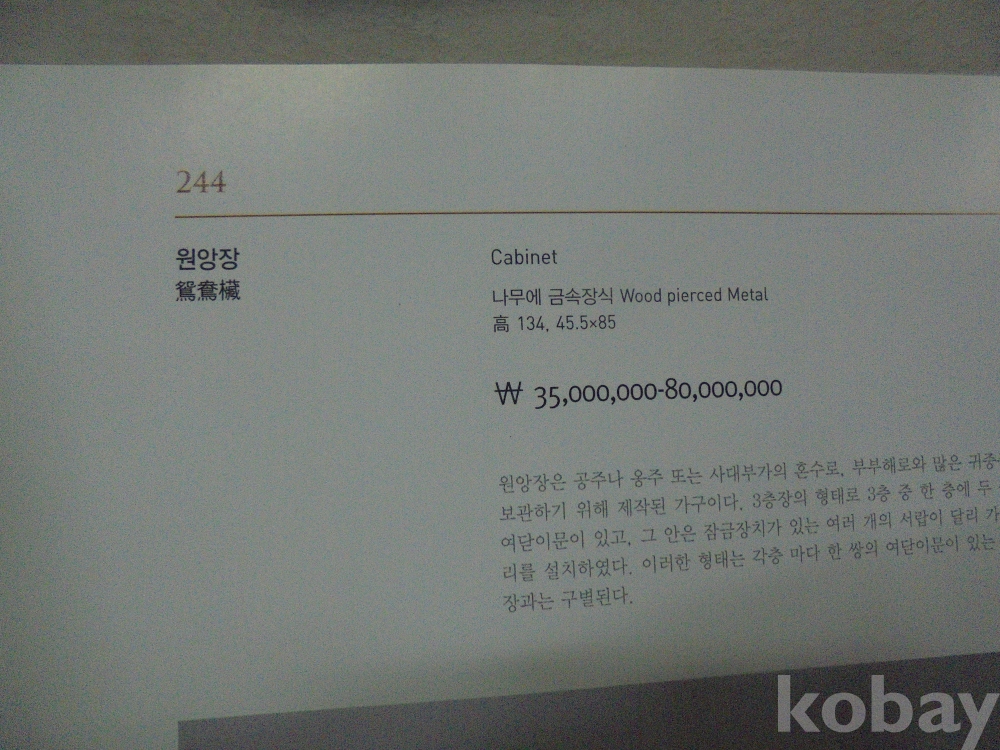 244
원앙장
鴛鴦欌
Cabinet
나무에 금속장식 Wood pierced Metal
高 134, 45.5×85
₩ 35,000,000-80,000,000
원앙장은 공주나 옹주 또는 사대부가의 혼수로, 부부해로와 많은 귀중
보관하기 위해 제작된 가구이다. 3층장의 형태로 3층 중 한 층에 두
여닫이문이 있고, 그 안은 잠금장치가 있는 여러 개의 서랍이 달리 가
리를 설치하였다. 이러한 형태는 각층 마다 한 쌍의 여닫이문이 있는
장과는 구별된다.
kobay